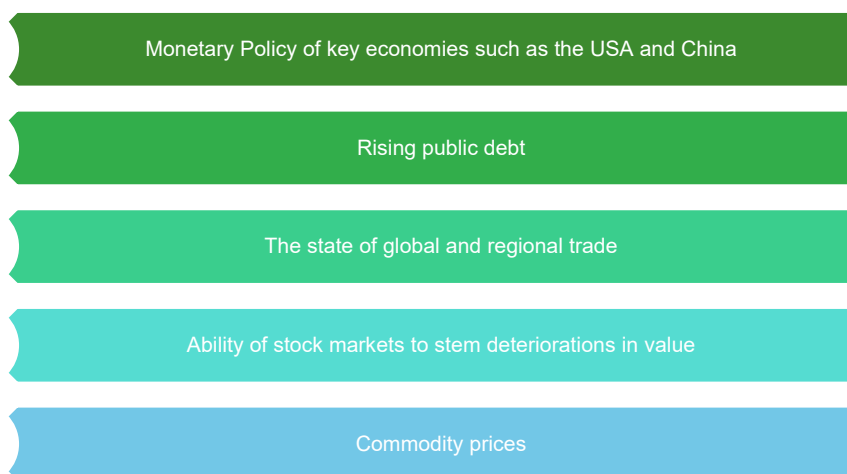 Monetary Policy of key economies such as the USA and China
Rising public debt
The state of global and regional trade
Ability of stock markets to stem deteriorations in value
Commodity prices